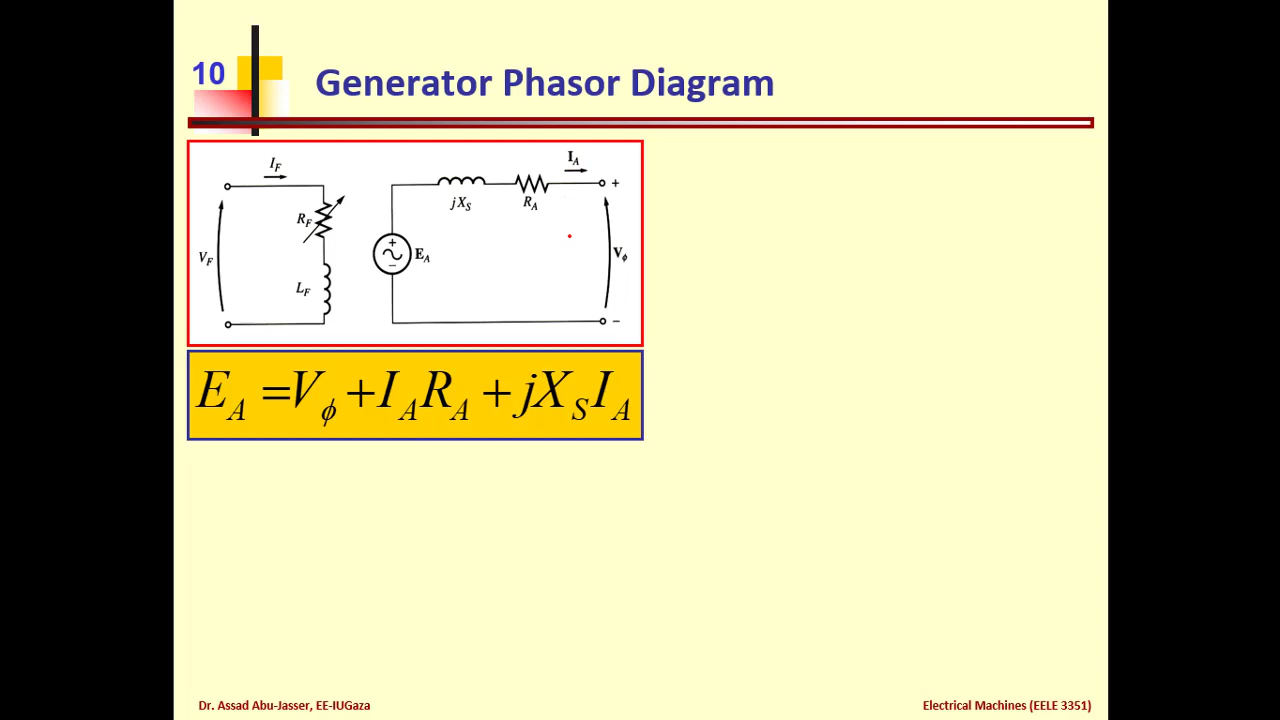 10
Generator Phasor Diagram
I_F
I_A
+
jX_S
R_A
R_F
+
V_F
E_A
V_ϕ
−
L_F
−
E_A = V_ϕ + I_A R_A + jX_S I_A
Dr. Assad Abu-Jasser, EE-IUGaza
Electrical Machines (EELE 3351)